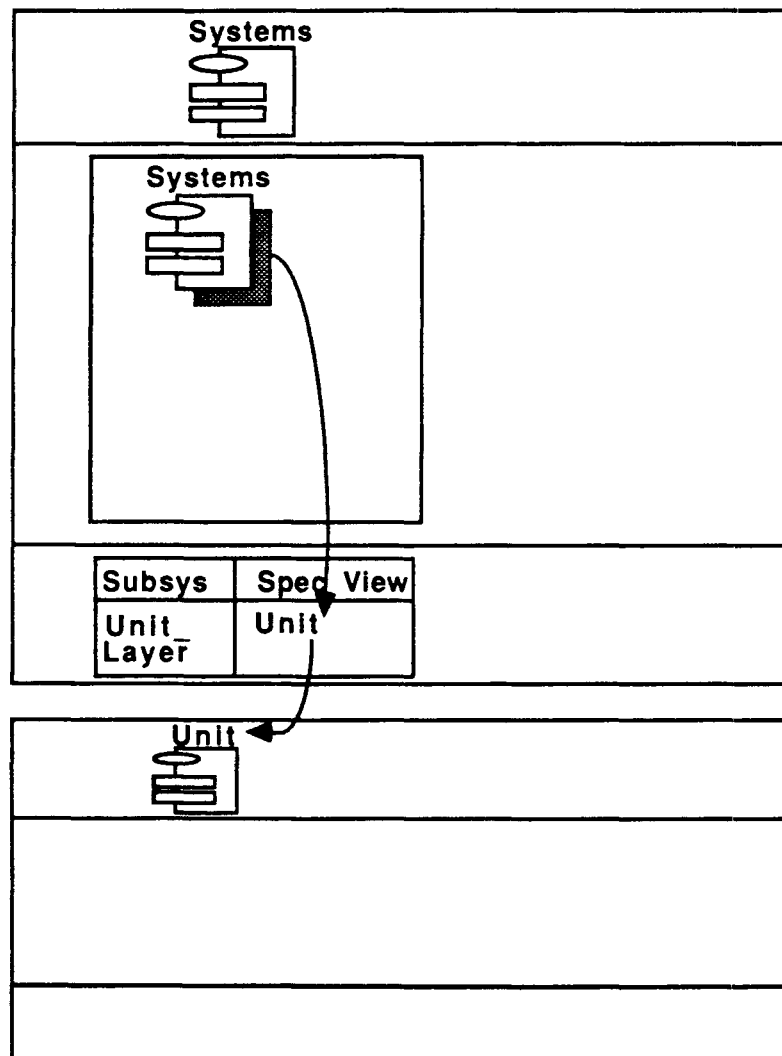 Systems
Systems
Subsys Spec View
Unit_ Unit
Layer
Unit